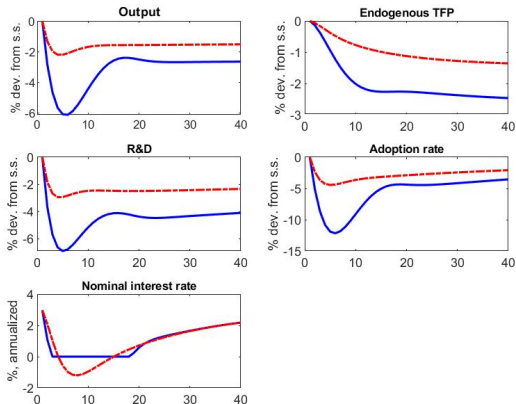 Output
% dev. from s.s.
0
-2
-4
-6
0 10 20 30 40
Endogenous TFP
% dev. from s.s.
0
-1
-2
-3
0 10 20 30 40
R&D
% dev. from s.s.
0
-2
-4
-6
0 10 20 30 40
Adoption rate
% dev. from s.s.
0
-5
-10
-15
0 10 20 30 40
Nominal interest rate
%, annualized
4
2
0
-2
0 10 20 30 40